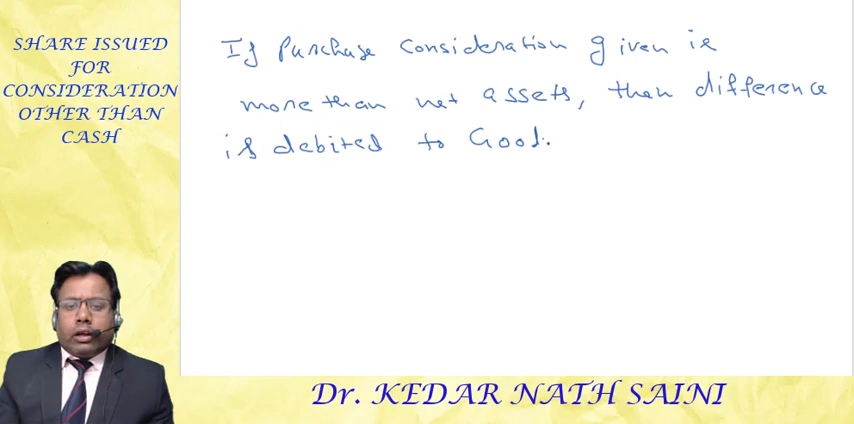 SHARE ISSUED
FOR
CONSIDERATION
OTHER THAN
CASH
If Purchase Consideration given is
more than net assets, then difference
is debited to Good.
Dr. KEDAR NATH SAINI